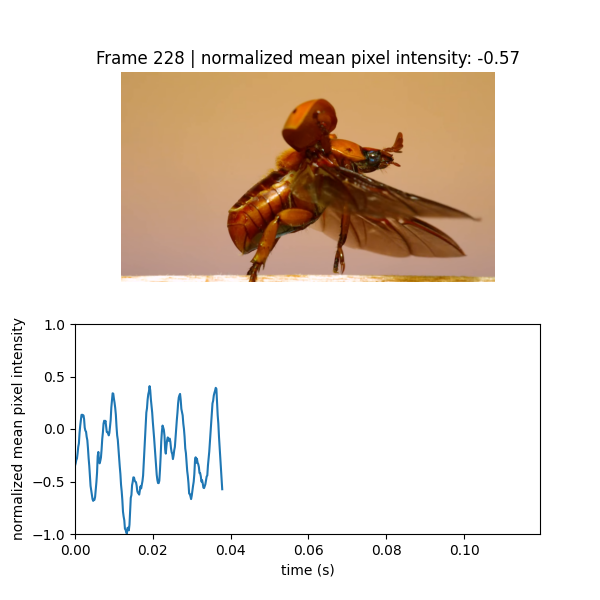 Frame 228 | normalized mean pixel intensity: -0.57
1.0
0.5
0.0
−0.5
−1.0
normalized mean pixel intensity
0.00 0.02 0.04 0.06 0.08 0.10
time (s)